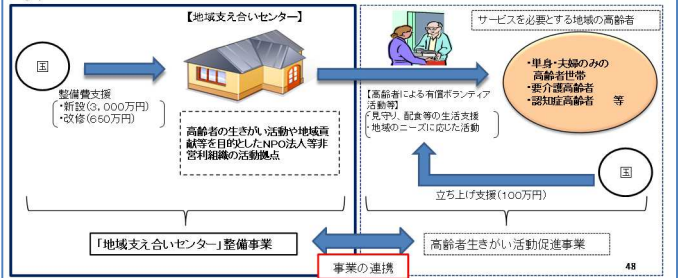 【地域支え合いセンター】
サービスを必要とする地域の高齢者
国
整備費支援
・新設(3,000万円)
・改修(650万円)
高齢者の生きがい活動や地域貢
献等を目的としたNPO法人等非
営利組織の活動拠点
【高齢者による有償ボランティア
活動等】
見守り、配食等の生活支援
・地域のニーズに応じた活動
・単身・夫婦のみの
高齢者世帯
・要介護高齢者
・認知症高齢者 等
国
立ち上げ支援(100万円)
「地域支え合いセンター」整備事業
高齢者生きがい活動促進事業
事業の連携
48